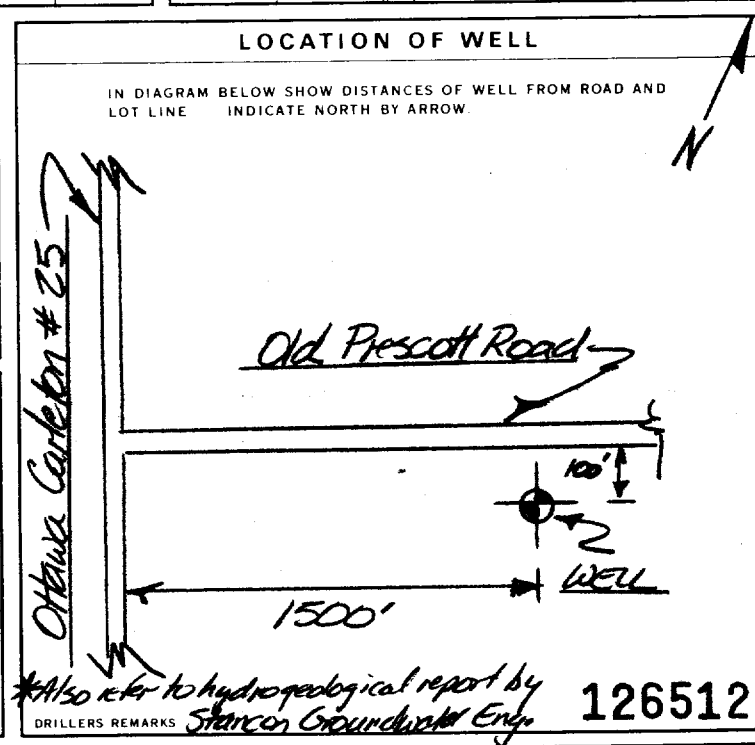 LOCATION OF WELL
IN DIAGRAM BELOW SHOW DISTANCES OF WELL FROM ROAD AND
LOT LINE INDICATE NORTH BY ARROW.
N
Ottawa Carleton # 25
Old Prescott Road
100'
WELL
1500'
*Also refer to hydrogeological report by
DRILLERS REMARKS Stancon Groundwater Eng.
126512